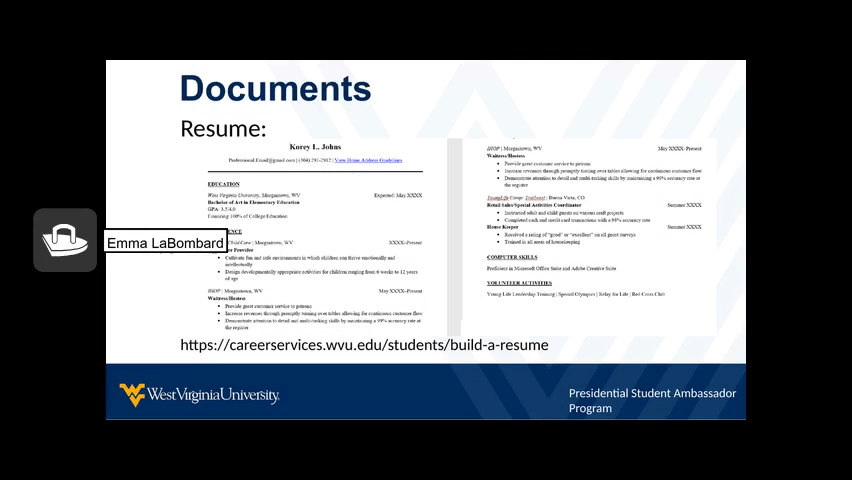 Documents
Resume:
Korey L. Johns
Professional.Email@gmail.com | (304) 291-2912 | View Home Address Guidelines
EDUCATION
West Virginia University, Morgantown, WV Expected: May XXXX
Bachelor of Art in Elementary Education
GPA: 3.5/4.0
Financing 100% of College Education
ENCE
Child Care | Morgantown, WV XXXX-Present
Provider
Cultivate fun and safe environments in which children can thrive emotionally and
intellectually
Design developmentally appropriate activities for children ranging from 6 weeks to 12 years
of age
IHOP | Morgantown, WV May XXXX-Present
Waitress/Hostess
Provide great customer service to patrons
Increase revenues through promptly turning over tables allowing for continuous customer flow
Demonstrate attention to detail and multi-tasking skills by maintaining a 99% accuracy rate at
the register
IHOP | Morgantown, WV May XXXX-Present
Waitress/Hostess
Provide great customer service to patrons
Increase revenues through promptly turning over tables allowing for continuous customer flow
Demonstrate attention to detail and multi-tasking skills by maintaining a 99% accuracy rate at
the register
YoungLife Camp: Trailwest | Buena Vista, CO
Retail Sales/Special Activities Coordinator Summer XXXX
Instructed adult and child guests on various craft projects
Completed cash and credit card transactions with a 99% accuracy rate
House Keeper Summer XXXX
Received a rating of "good" or "excellent" on all guest surveys
Trained in all areas of housekeeping
COMPUTER SKILLS
Proficient in Microsoft Office Suite and Adobe Creative Suite
VOLUNTEER ACTIVITIES
Young Life Leadership Training | Special Olympics | Relay for Life | Red Cross Club
Emma LaBombard
https://careerservices.wvu.edu/students/build-a-resume
West Virginia University.
Presidential Student Ambassador
Program